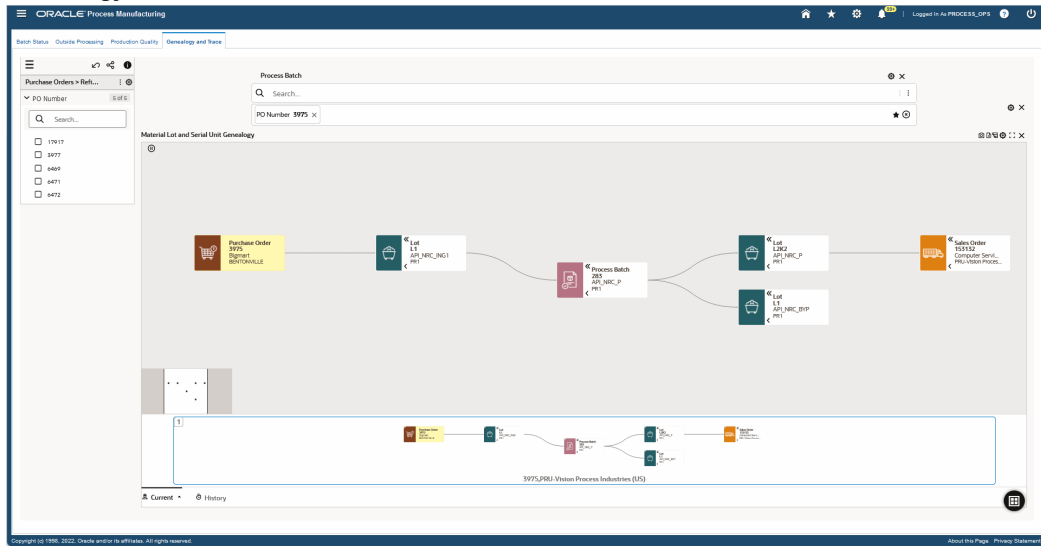 ORACLE Process Manufacturing
59+
Logged In As PROCESS_OPS
Batch Status Outside Processing Production Quality Genealogy and Trace
Purchase Orders > Refi...
PO Number 5 of 5
Search...
17917
3977
6469
6471
6472
Process Batch
Search...
PO Number 3975
Material Lot and Serial Unit Genealogy
Purchase Order
3975
Bigmart
BENTONVILLE
Lot
L1
API_NRC_ING1
PR1
Process Batch
283
API_NRC_P
PR1
Lot
L2K2
API_NRC_P
PR1
Lot
L1
API_NRC_BYP
PR1
Sales Order
153132
Computer Servi...
PRU-Vision Proces...
1
3975,PRU-Vision Process Industries (US)
Current
History
Copyright (c) 1998, 2022, Oracle and/or its affiliates. All rights reserved.
About this Page Privacy Statement